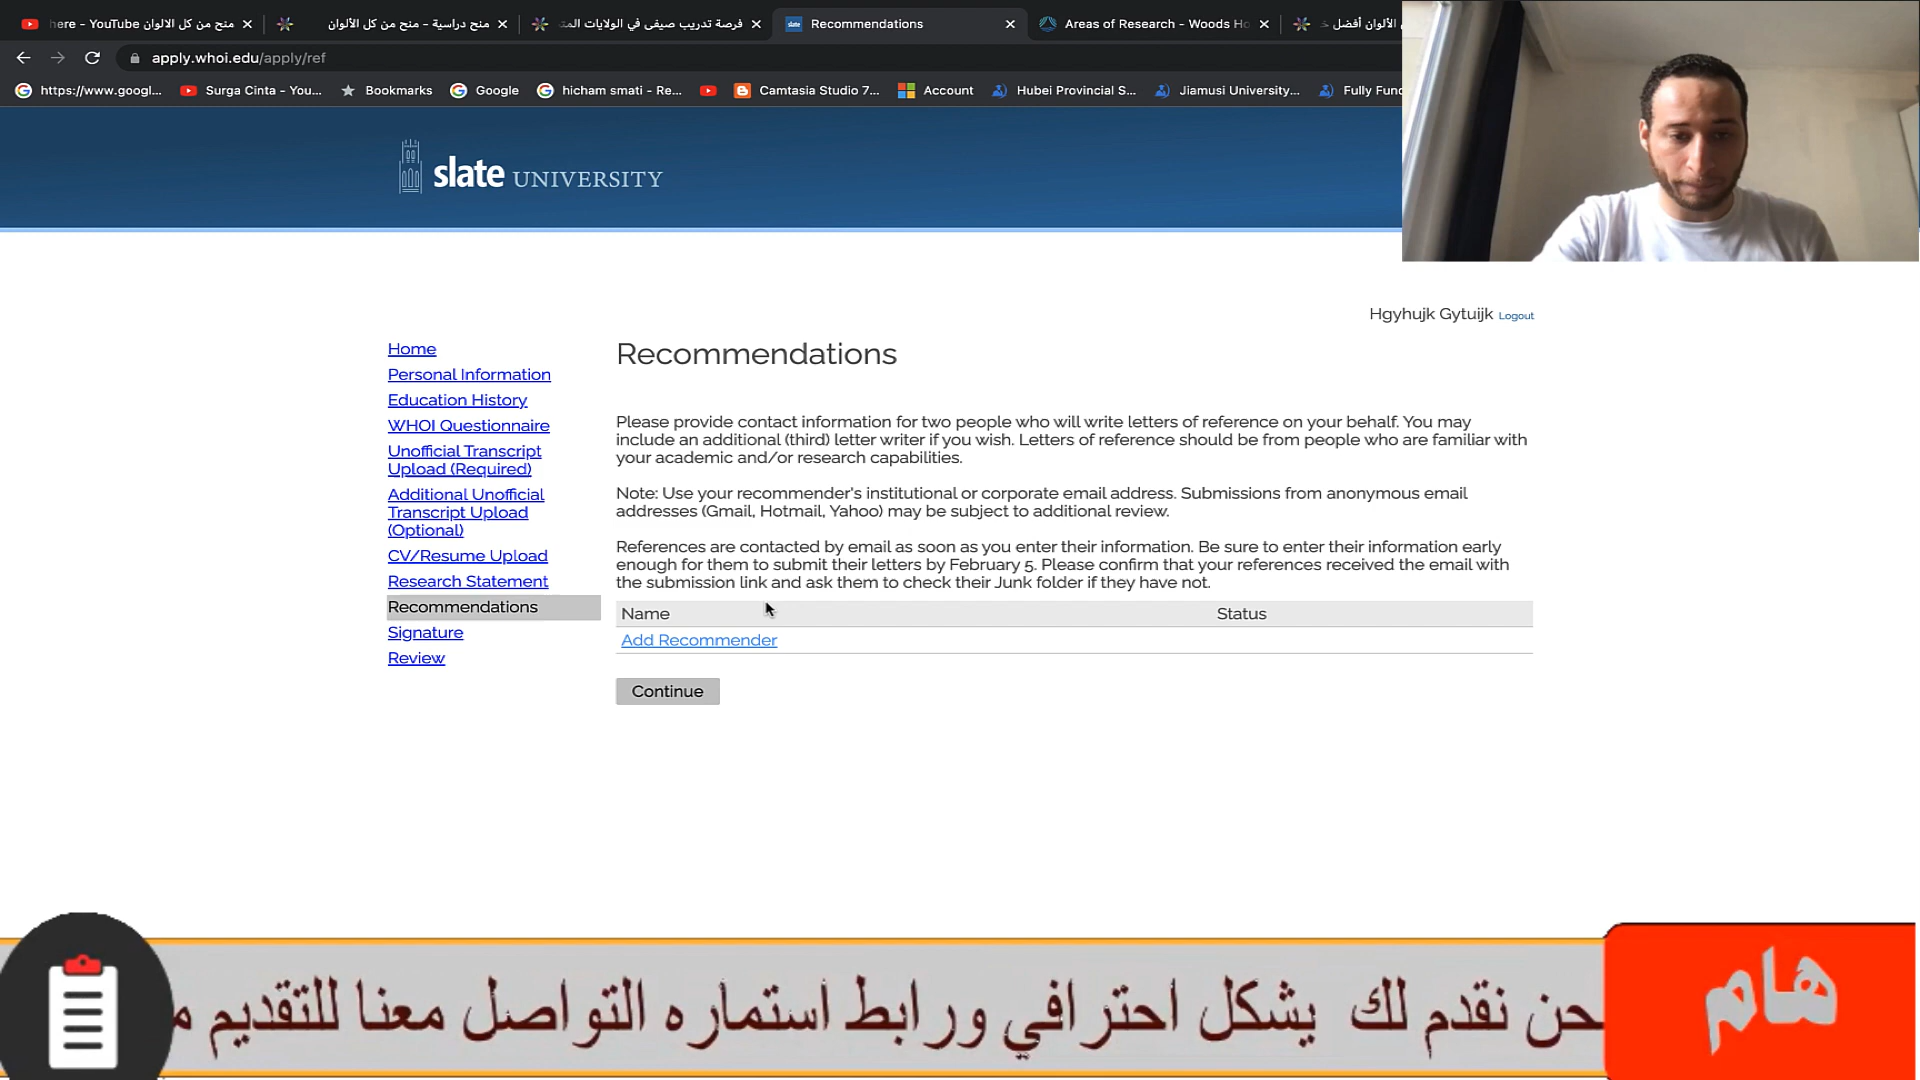 here - YouTube منح من كل الالوان
منح دراسية - منح من كل الألوان
فرصة تدريب صيفى في الولايات المت
Recommendations
Areas of Research - Woods Ho
الألوان أفضل
apply.whoi.edu/apply/ref
https://www.googl...
Surga Cinta - You...
Bookmarks
Google
hicham smati - Re...
Camtasia Studio 7...
Account
Hubei Provincial S...
Jiamusi University...
Fully Fund
slate UNIVERSITY
Hgyhujk Gytuijk Logout
Home
Personal Information
Education History
WHOI Questionnaire
Unofficial Transcript
Upload (Required)
Additional Unofficial
Transcript Upload
(Optional)
CV/Resume Upload
Research Statement
Recommendations
Signature
Review
Recommendations
Please provide contact information for two people who will write letters of reference on your behalf. You may
include an additional (third) letter writer if you wish. Letters of reference should be from people who are familiar with
your academic and/or research capabilities.
Note: Use your recommender's institutional or corporate email address. Submissions from anonymous email
addresses (Gmail, Hotmail, Yahoo) may be subject to additional review.
References are contacted by email as soon as you enter their information. Be sure to enter their information early
enough for them to submit their letters by February 5. Please confirm that your references received the email with
the submission link and ask them to check their Junk folder if they have not.
Name Status
Add Recommender
Continue
هام
حن نقدم لك يشكل احترافي ورابط استماره التواصل معنا للتقديم م